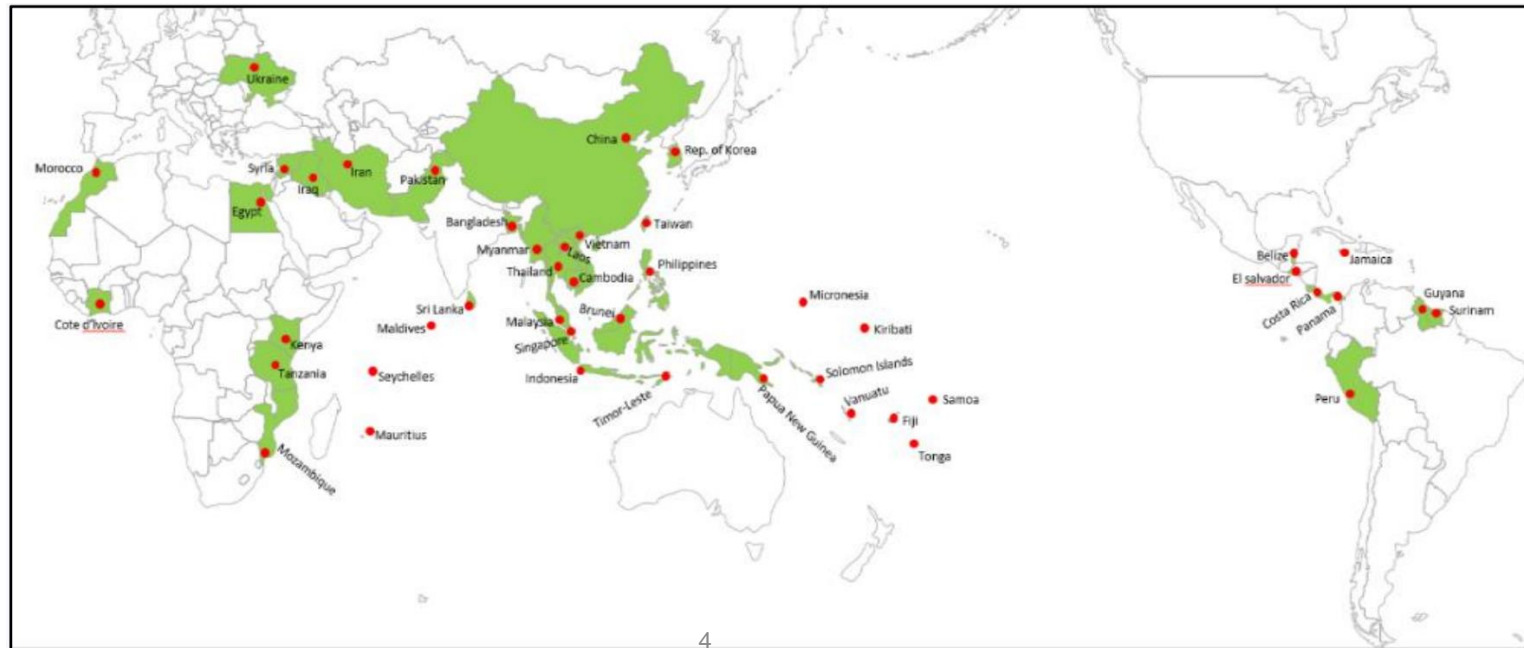 Ukraine
China
Rep. of Korea
Morocco
Syria
Iran
Iraq
Pakistan
Egypt
Bangladesh
Taiwan
Vietnam
Myanmar
Laos
Thailand
Philippines
Cambodia
Belize
Jamaica
El salvador
Micronesia
Costa Rica
Panama
Guyana
Surinam
Sri Lanka
Brunei
Cote d'Ivoire
Maldives
Malaysia
Kiribati
Singapore
Kenya
Tanzania
Seychelles
Indonesia
Timor-Leste
Solomon Islands
Papua New Guinea
Vanuatu
Samoa
Peru
Fiji
Mauritius
Tonga
Mozambique
4